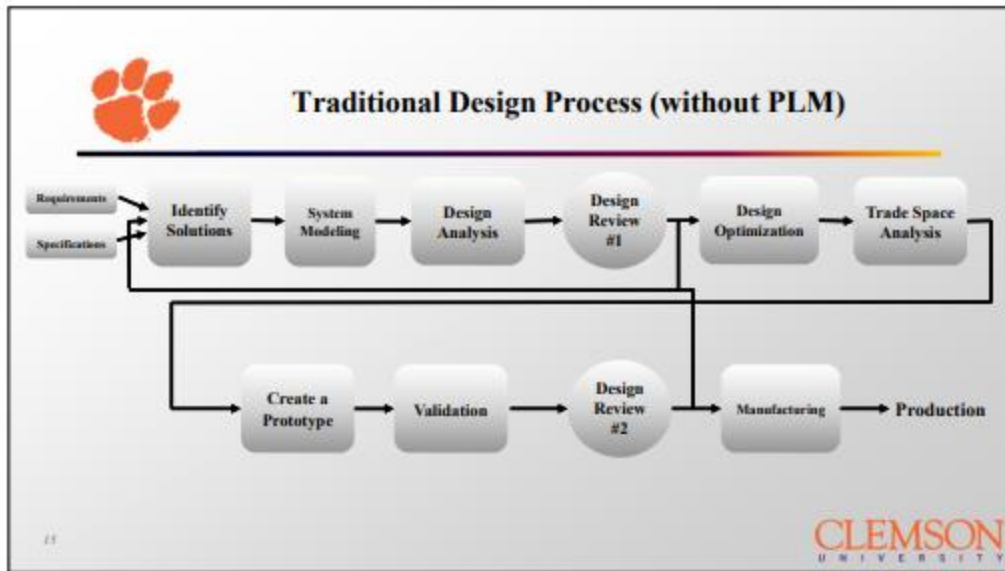 Traditional Design Process (without PLM)
Requirements
Specifications
Identify
Solutions
System
Modeling
Design
Analysis
Design
Review
#1
Design
Optimization
Trade Space
Analysis
Create a
Prototype
Validation
Design
Review
#2
Manufacturing
Production
15
CLEMSON
UNIVERSITY